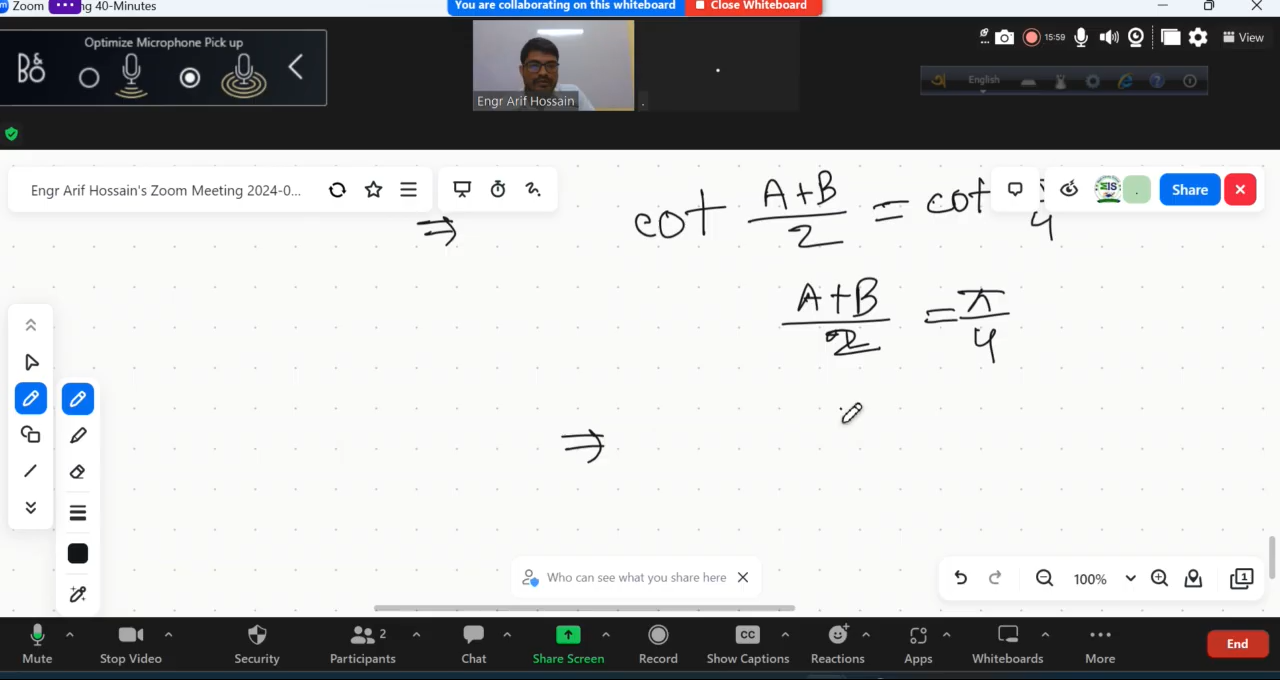 Zoom ng 40-Minutes
You are collaborating on this whiteboard
Close Whiteboard
Optimize Microphone Pick up
B&O
Engr Arif Hossain
15:59
View
English
Engr Arif Hossain's Zoom Meeting 2024-0...
EIS
Share
⇒ cot A+B/2 = cot /4
A+B/2 = π/4
⇒
Who can see what you share here
100%
1
Mute
Stop Video
Security
2
Participants
Chat
Share Screen
Record
CC
Show Captions
Reactions
Apps
Whiteboards
More
End